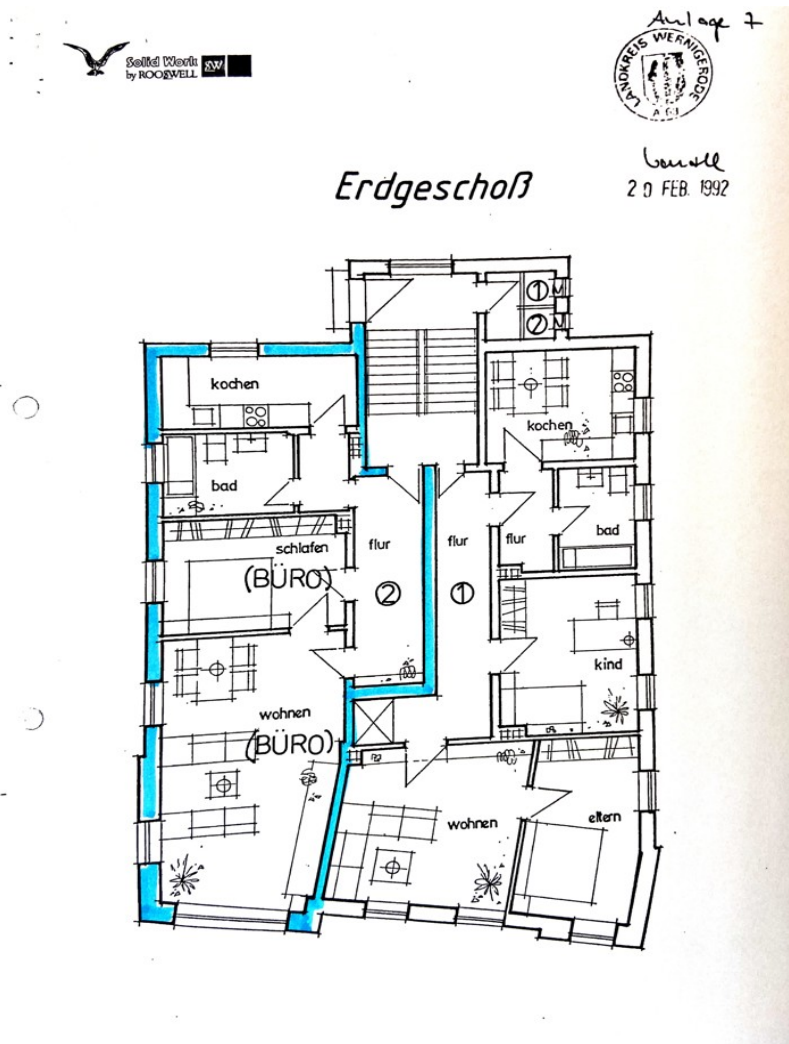 Anlage 7
Solid Work
by ROOSWELL SW
LANDKREIS WERNIGERODE
20 FEB. 1992
Erdgeschoß
1
2
kochen
kochen
bad
bad
flur
flur
flur
schlafen
(BÜRO)
2
1
kind
wohnen
(BÜRO)
wohnen
eltern